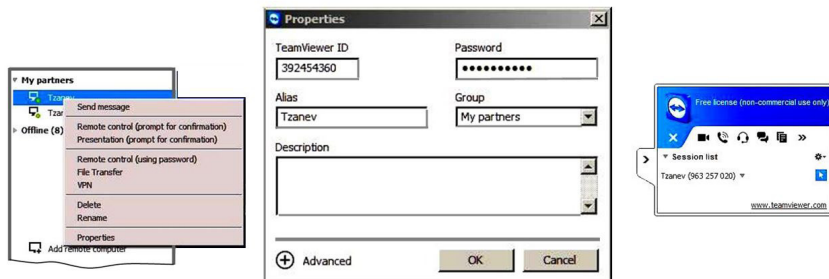 My partners
Tzanev
Tzan
Offline (8)
Send message
Remote control (prompt for confirmation)
Presentation (prompt for confirmation)
Remote control (using password)
File Transfer
VPN
Delete
Rename
Properties
Add remote computer
Properties
TeamViewer ID
Password
392454360
Alias
Group
Tzanev
My partners
Description
Advanced
OK
Cancel
Free license (non-commercial use only)
Session list
Tzanev (963 257 020)
www.teamviewer.com